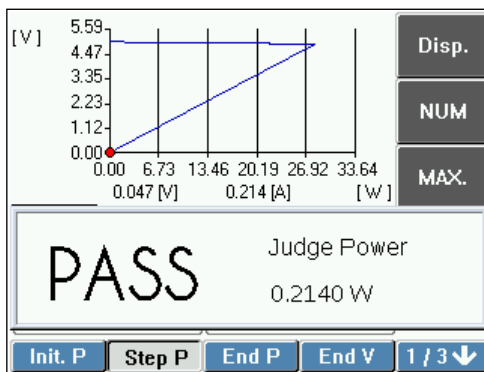 [V]
5.59
4.47
3.35
2.23
1.12
0.00
0.00 6.73 13.46 20.19 26.92 33.64
0.047 [V] 0.214 [A] [W]
Disp.
NUM
MAX.
PASS
Judge Power
0.2140 W
Init. P Step P End P End V 1/3